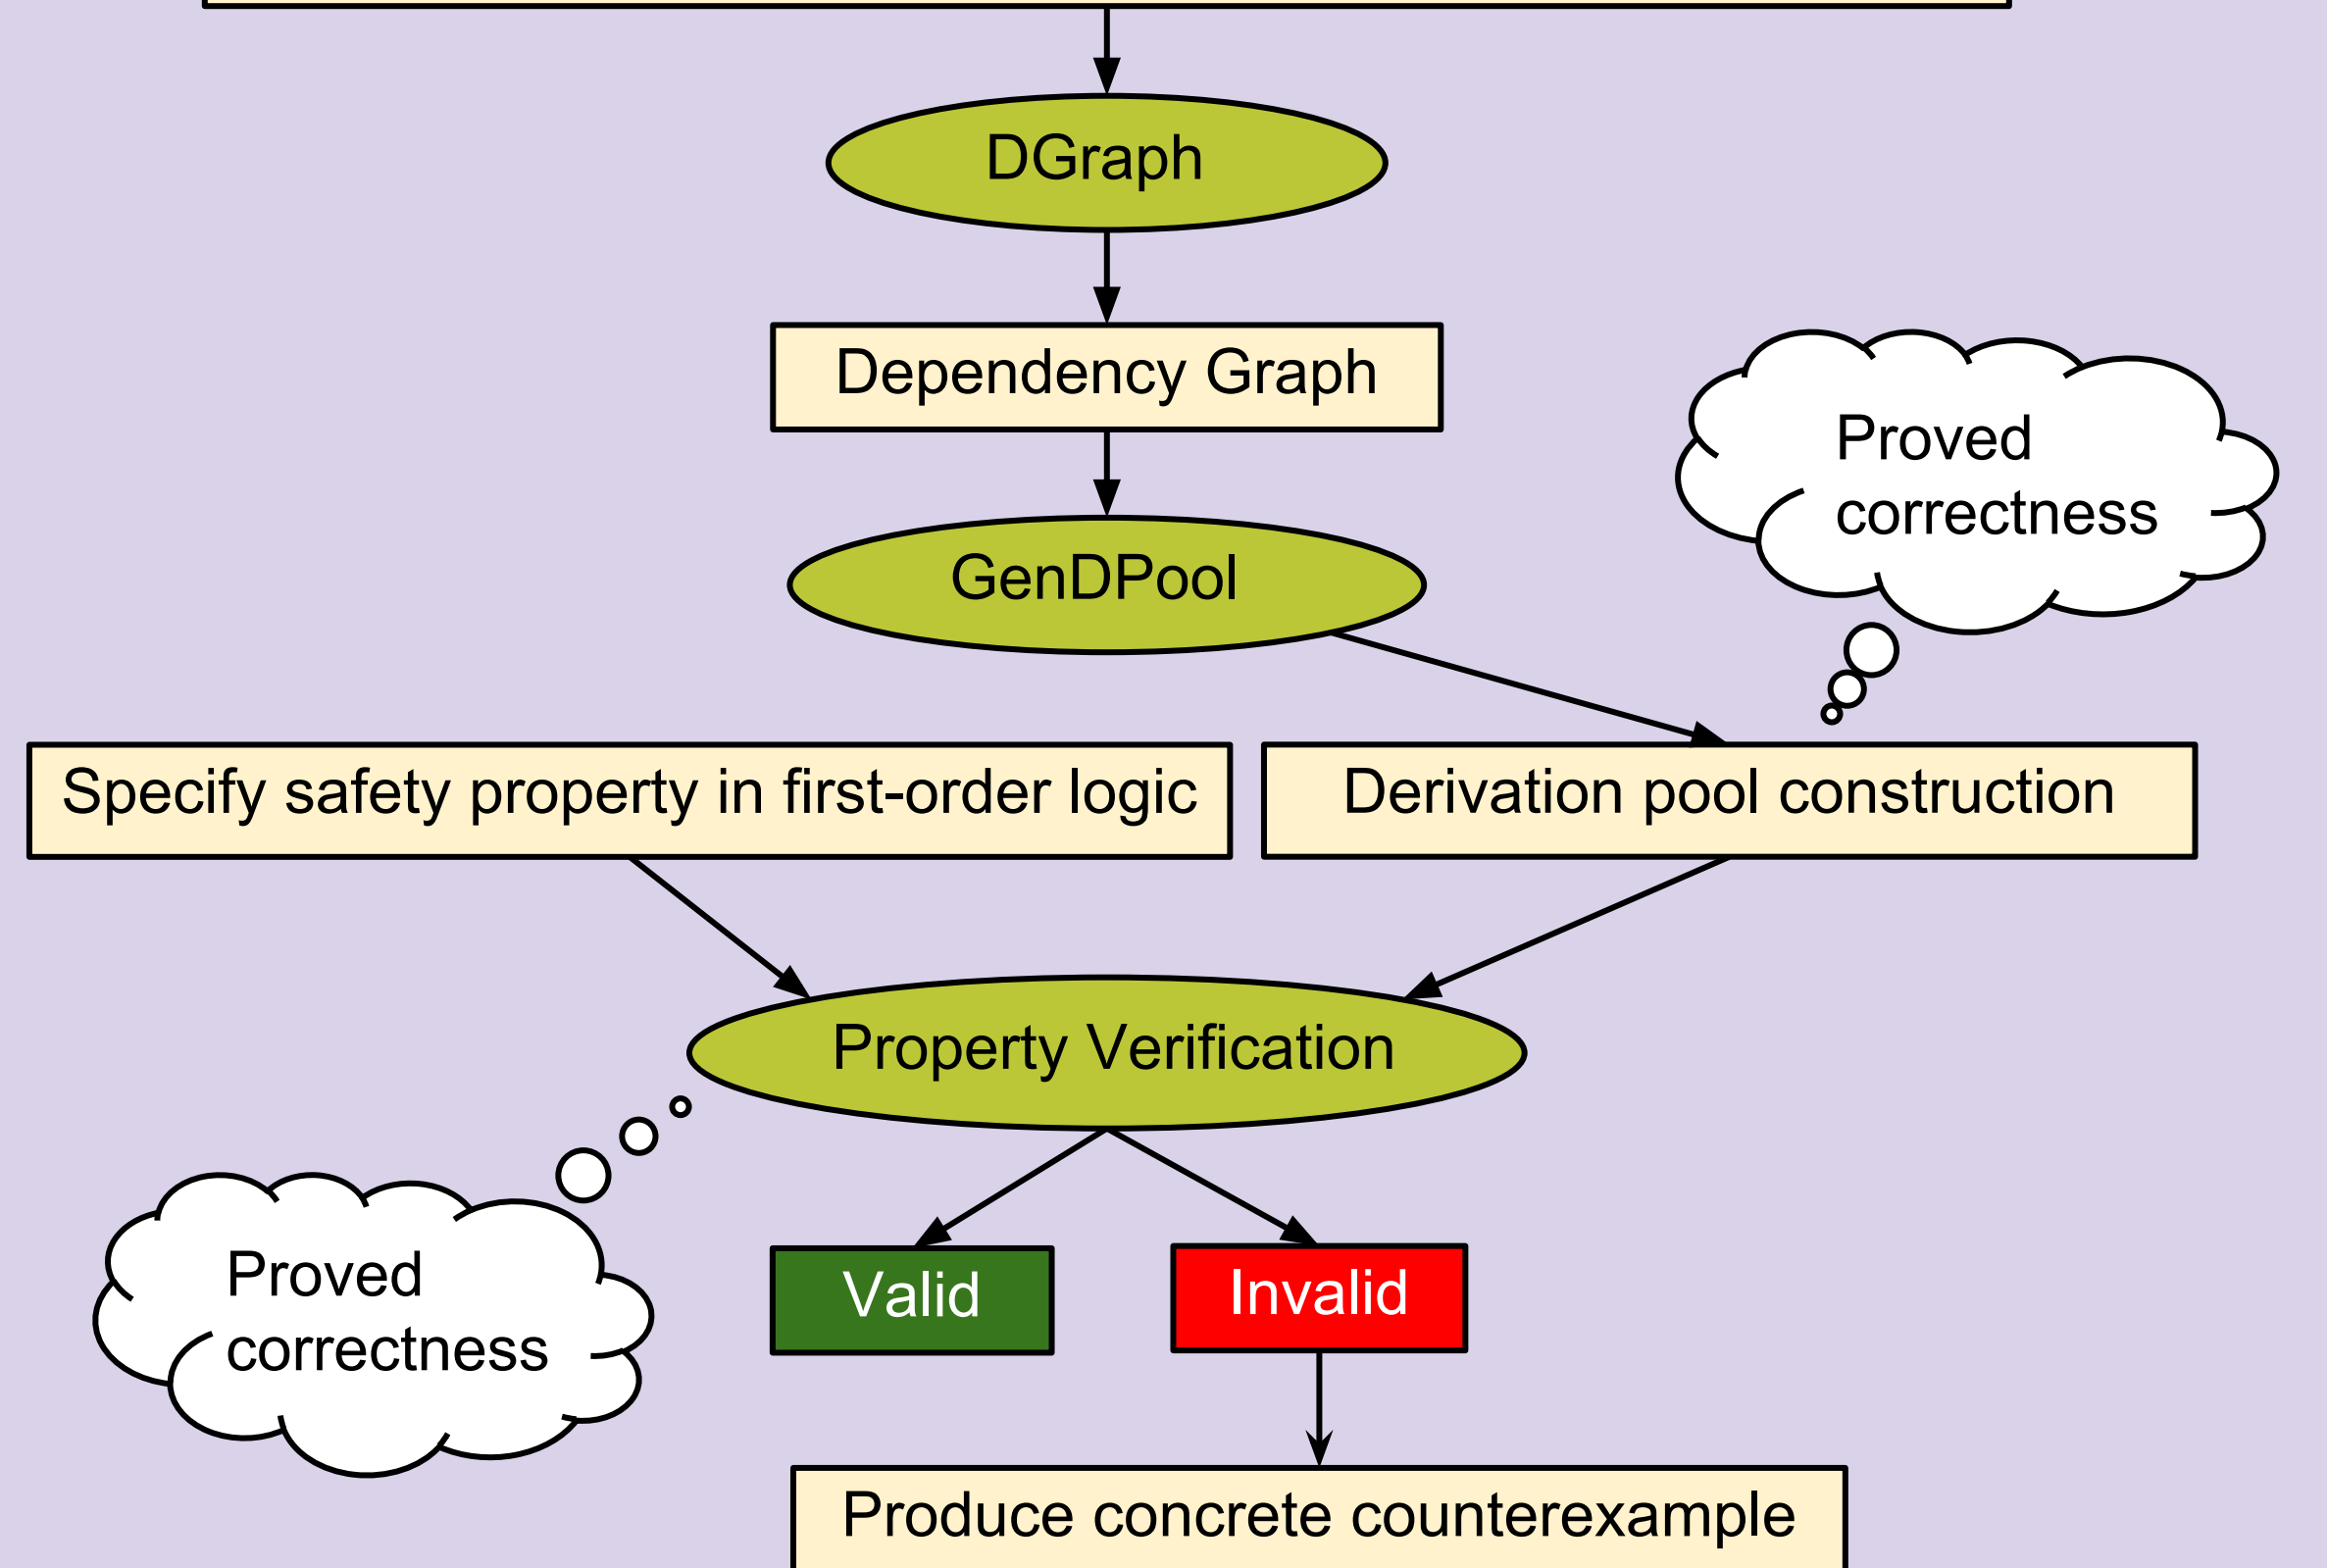 DGraph
Dependency Graph
Proved
correctness
GenDPool
Specify safety property in first-order logic
Derivation pool construction
Property Verification
Proved
correctness
Valid
Invalid
Produce concrete counterexample